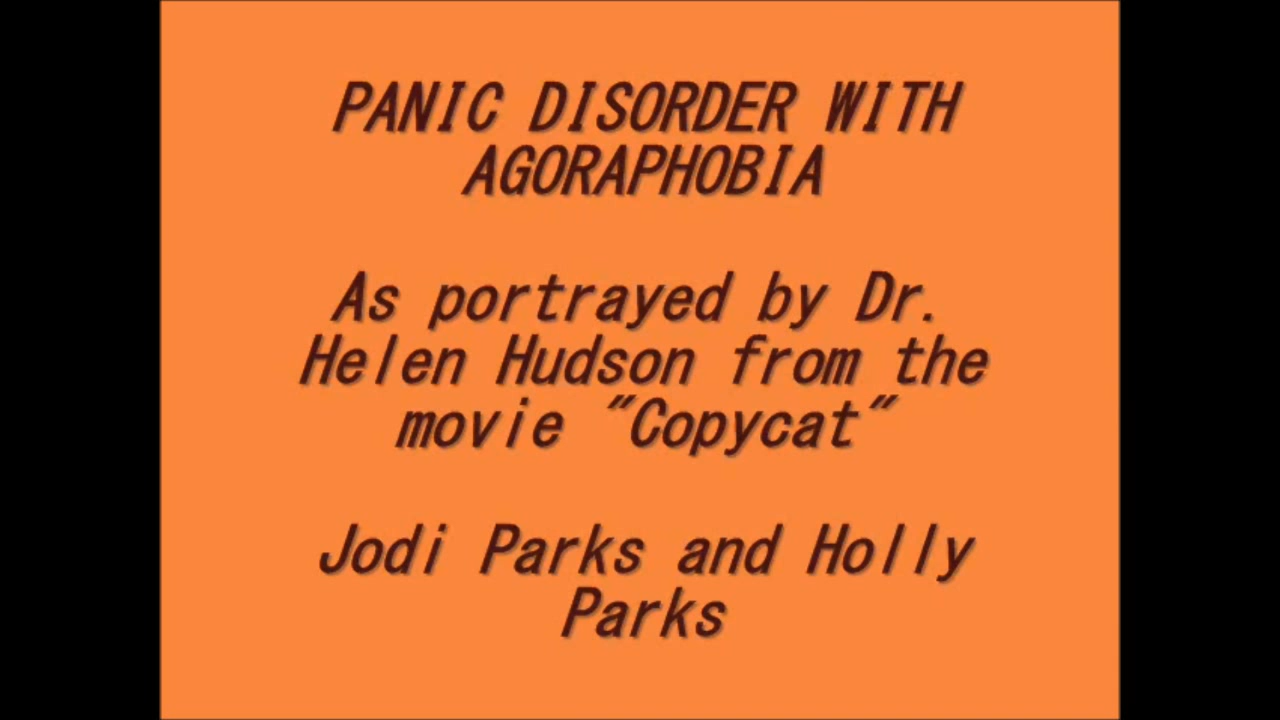 PANIC DISORDER WITH
AGORAPHOBIA
As portrayed by Dr.
Helen Hudson from the
movie "Copycat"
Jodi Parks and Holly
Parks